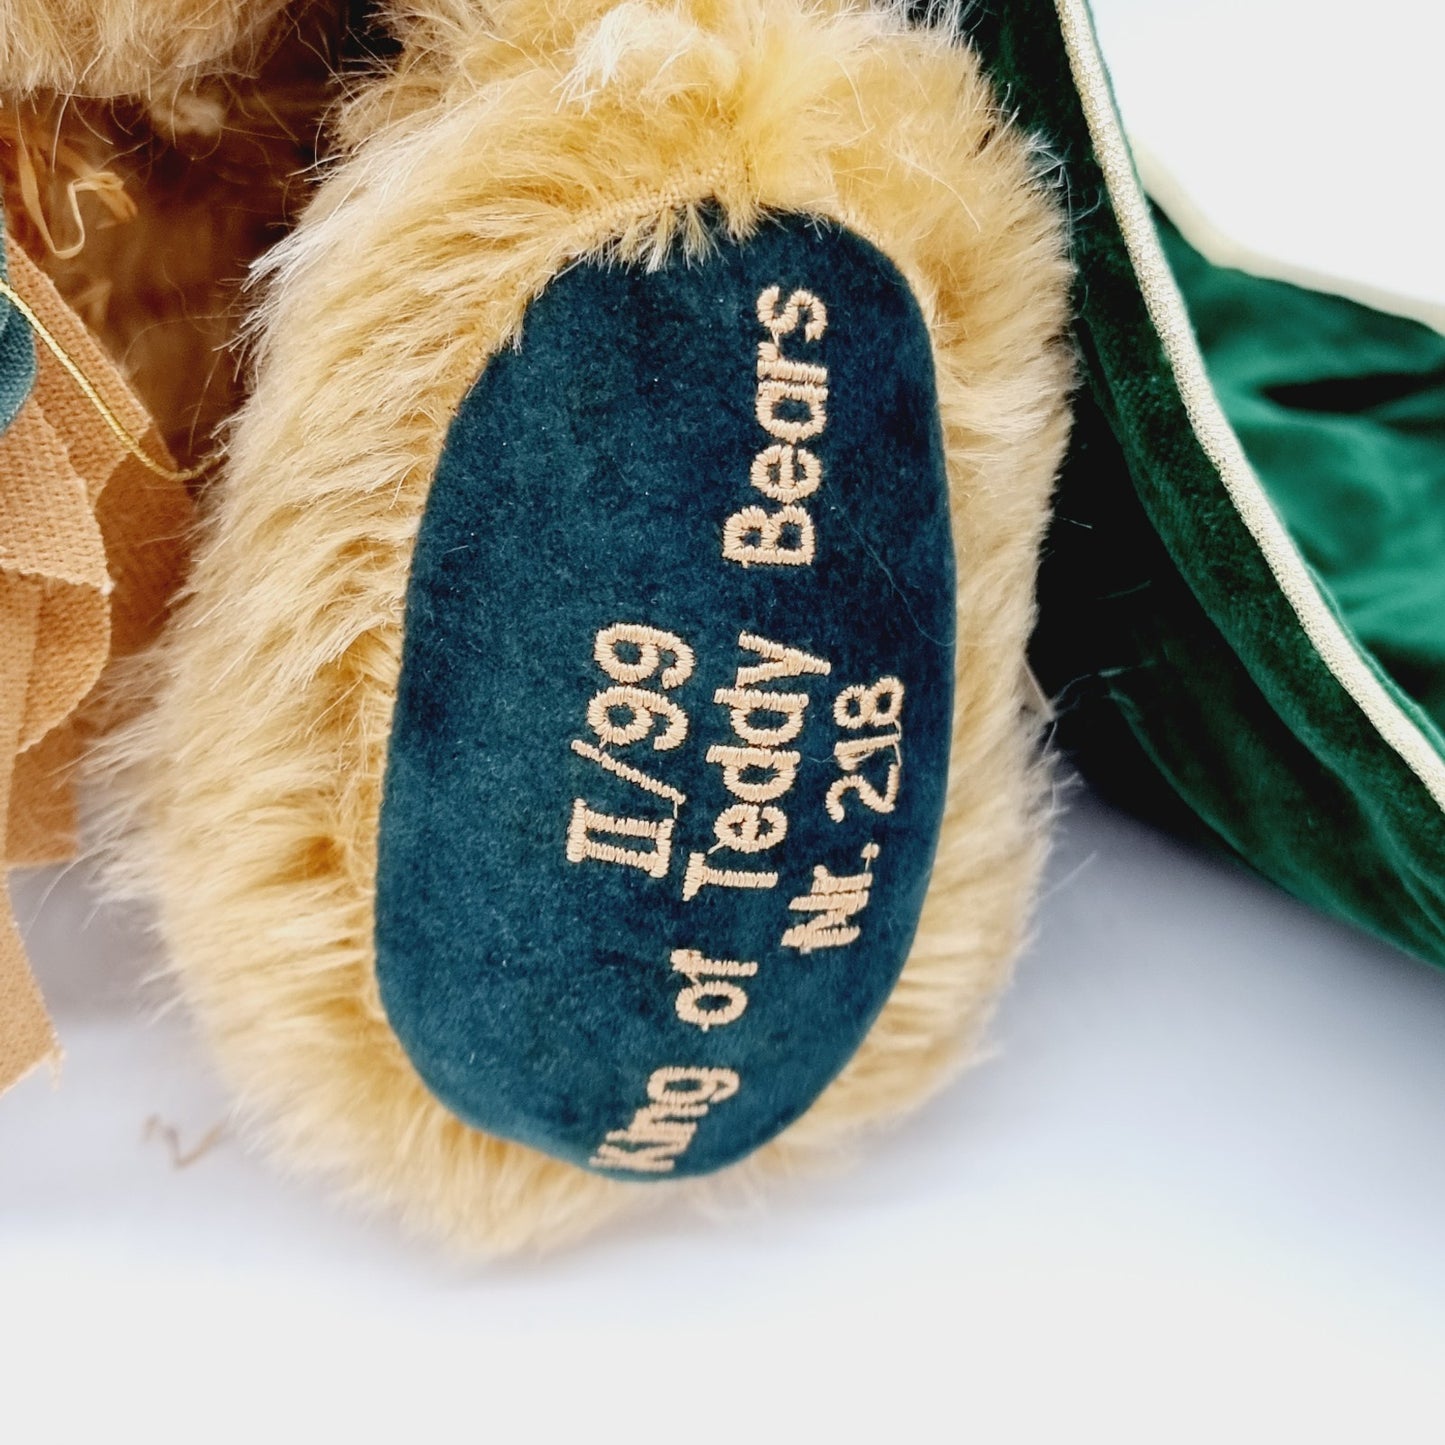 II/99
King of Teddy Bears
Nr. 218